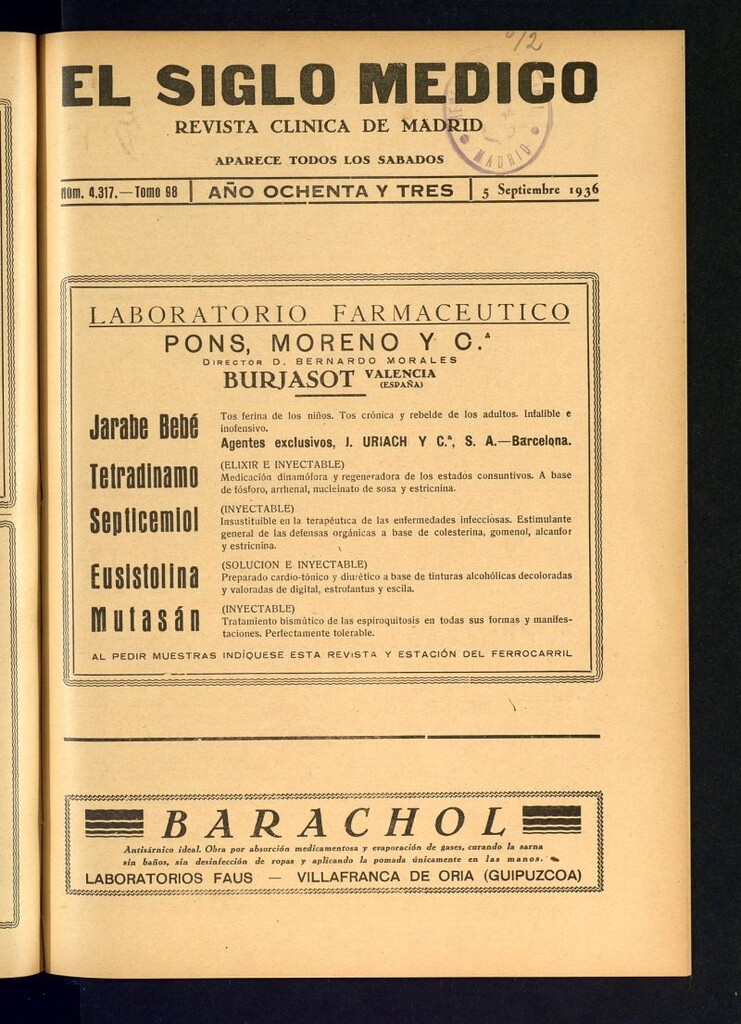 12
EL SIGLO MEDICO
REVISTA CLINICA DE MADRID
APARECE TODOS LOS SABADOS
MADRID
Núm. 4.317.—Tomo 98 | AÑO OCHENTA Y TRES | 5 Septiembre 1936
LABORATORIO FARMACEUTICO
PONS, MORENO Y C.ª
DIRECTOR D. BERNARDO MORALES
BURJASOT VALENCIA (ESPAÑA)
Jarabe Bebé
Tos ferina de los niños. Tos crónica y rebelde de los adultos. Infalible e
inofensivo.
Agentes exclusivos, J. URIACH Y C.ª, S. A.—Barcelona.
Tetradinamo
(ELIXIR E INYECTABLE)
Medicación dinamófora y regeneradora de los estados consuntivos. A base
de fósforo, arrhenal, nucleinato de sosa y estricnina.
Septicemiol
(INYECTABLE)
Insustituible en la terapéutica de las enfermedades infecciosas. Estimulante
general de las defensas orgánicas a base de colesterina, gomenol, alcanfor
y estricnina.
Eusistolina
(SOLUCION E INYECTABLE)
Preparado cardio-tónico y diurético a base de tinturas alcohólicas decoloradas
y valoradas de digital, estrofantus y escila.
Mutasán
(INYECTABLE)
Tratamiento bismútico de las espiroquitosis en todas sus formas y manifes-
taciones. Perfectamente tolerable.
AL PEDIR MUESTRAS INDÍQUESE ESTA REVISTA Y ESTACIÓN DEL FERROCARRIL
BARACHOL
Antisárnico ideal. Obra por absorción medicamentosa y evaporación de gases, curando la sarna
sin baños, sin desinfección de ropas y aplicando la pomada únicamente en las manos.
LABORATORIOS FAUS — VILLAFRANCA DE ORIA (GUIPUZCOA)